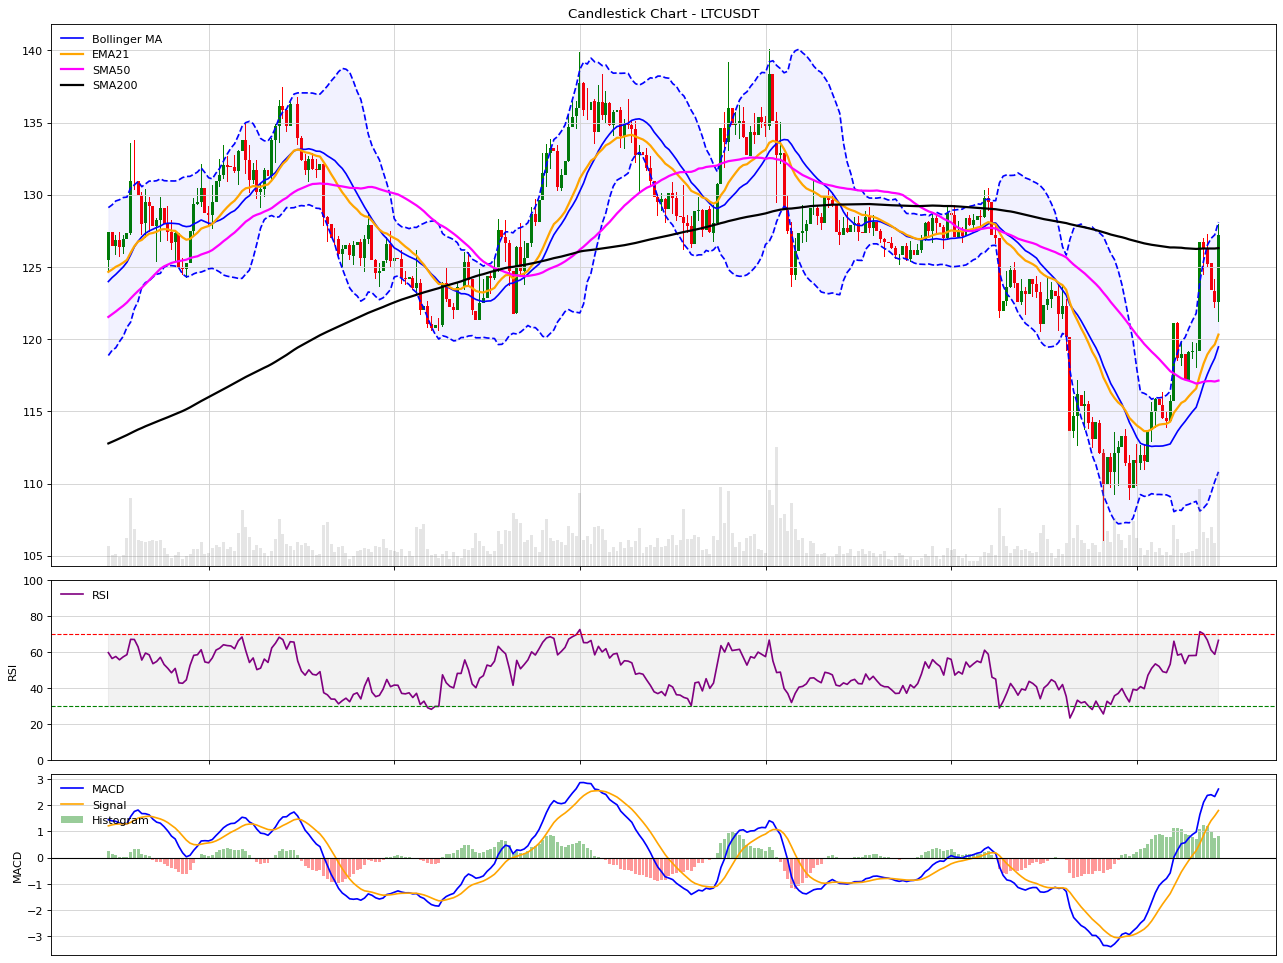 Candlestick Chart - LTCUSDT
Bollinger MA
EMA21
SMA50
SMA200
140
135
130
125
120
115
110
105
RSI
100
80
60
40
20
0
RSI
MACD
Signal
Histogram
3
2
1
0
−1
−2
−3
MACD